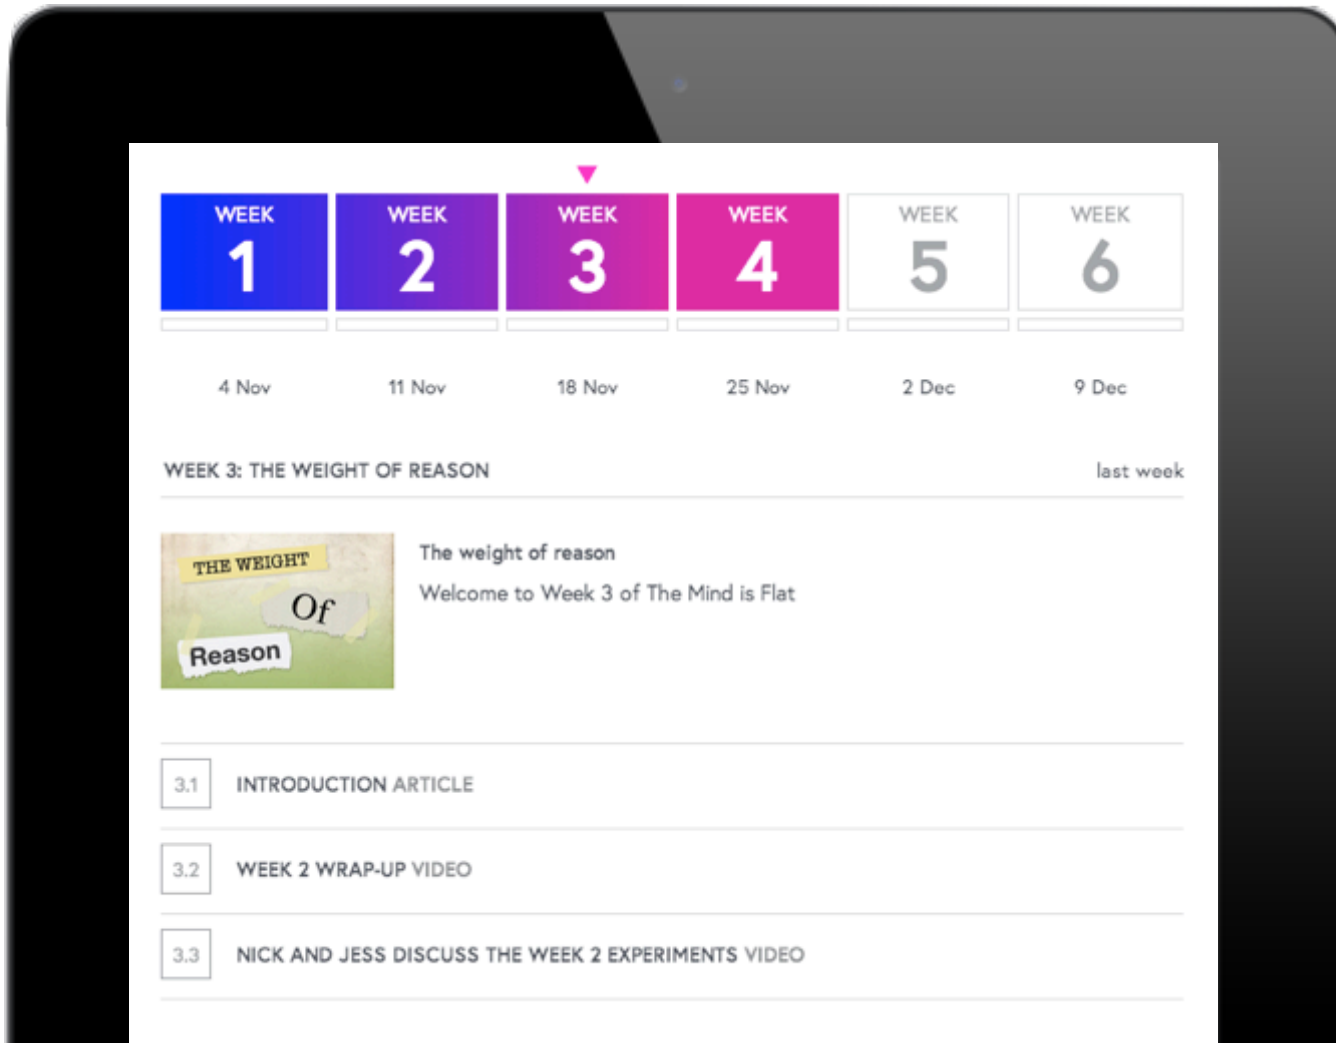 WEEK WEEK WEEK WEEK WEEK WEEK
1 2 3 4 5 6
4 Nov 11 Nov 18 Nov 25 Nov 2 Dec 9 Dec
WEEK 3: THE WEIGHT OF REASON last week
THE WEIGHT
Of
Reason
The weight of reason
Welcome to Week 3 of The Mind is Flat
3.1 INTRODUCTION ARTICLE
3.2 WEEK 2 WRAP-UP VIDEO
3.3 NICK AND JESS DISCUSS THE WEEK 2 EXPERIMENTS VIDEO